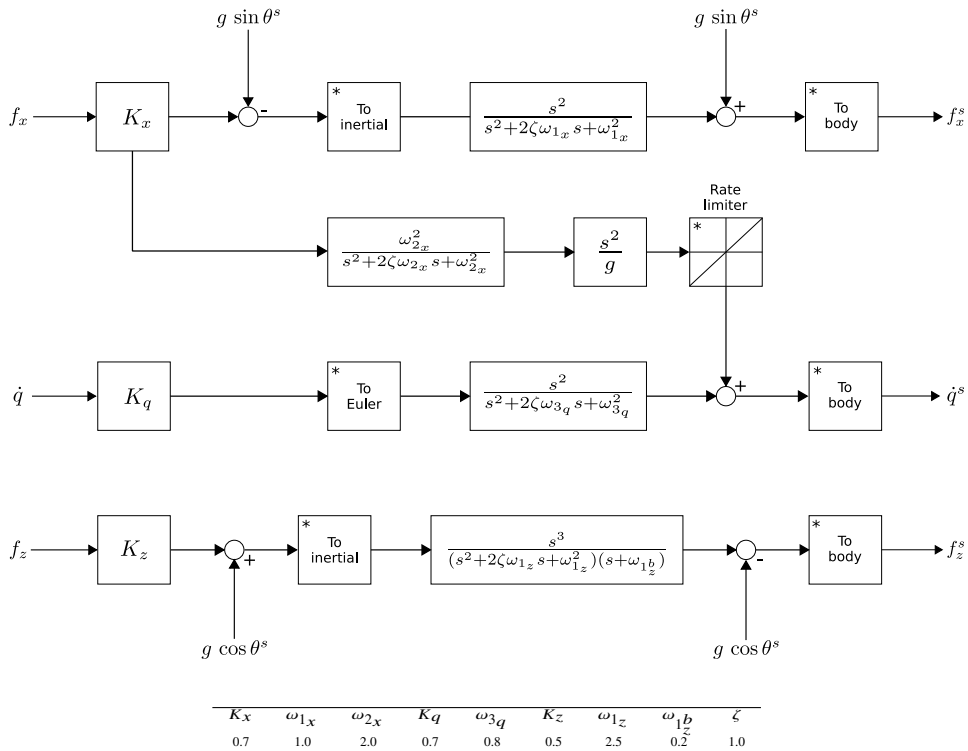 g sin θ^s g sin θ^s
f_x K_x - * To inertial s^2 / (s^2+2ζω_{1_x}s+ω_{1_x}^2) + * To body f_x^s
Rate limiter
ω_{2_x}^2 / (s^2+2ζω_{2_x}s+ω_{2_x}^2) s^2 / g *
q̇ K_q * To Euler s^2 / (s^2+2ζω_{3_q}s+ω_{3_q}^2) + * To body q̇^s
f_z K_z + * To inertial s^3 / ((s^2+2ζω_{1_z}s+ω_{1_z}^2)(s+ω_{1_z^b})) - * To body f_z^s
g cos θ^s g cos θ^s
K_x ω_{1_x} ω_{2_x} K_q ω_{3_q} K_z ω_{1_z} ω_{1_z^b} ζ
0.7 1.0 2.0 0.7 0.8 0.5 2.5 0.2 1.0